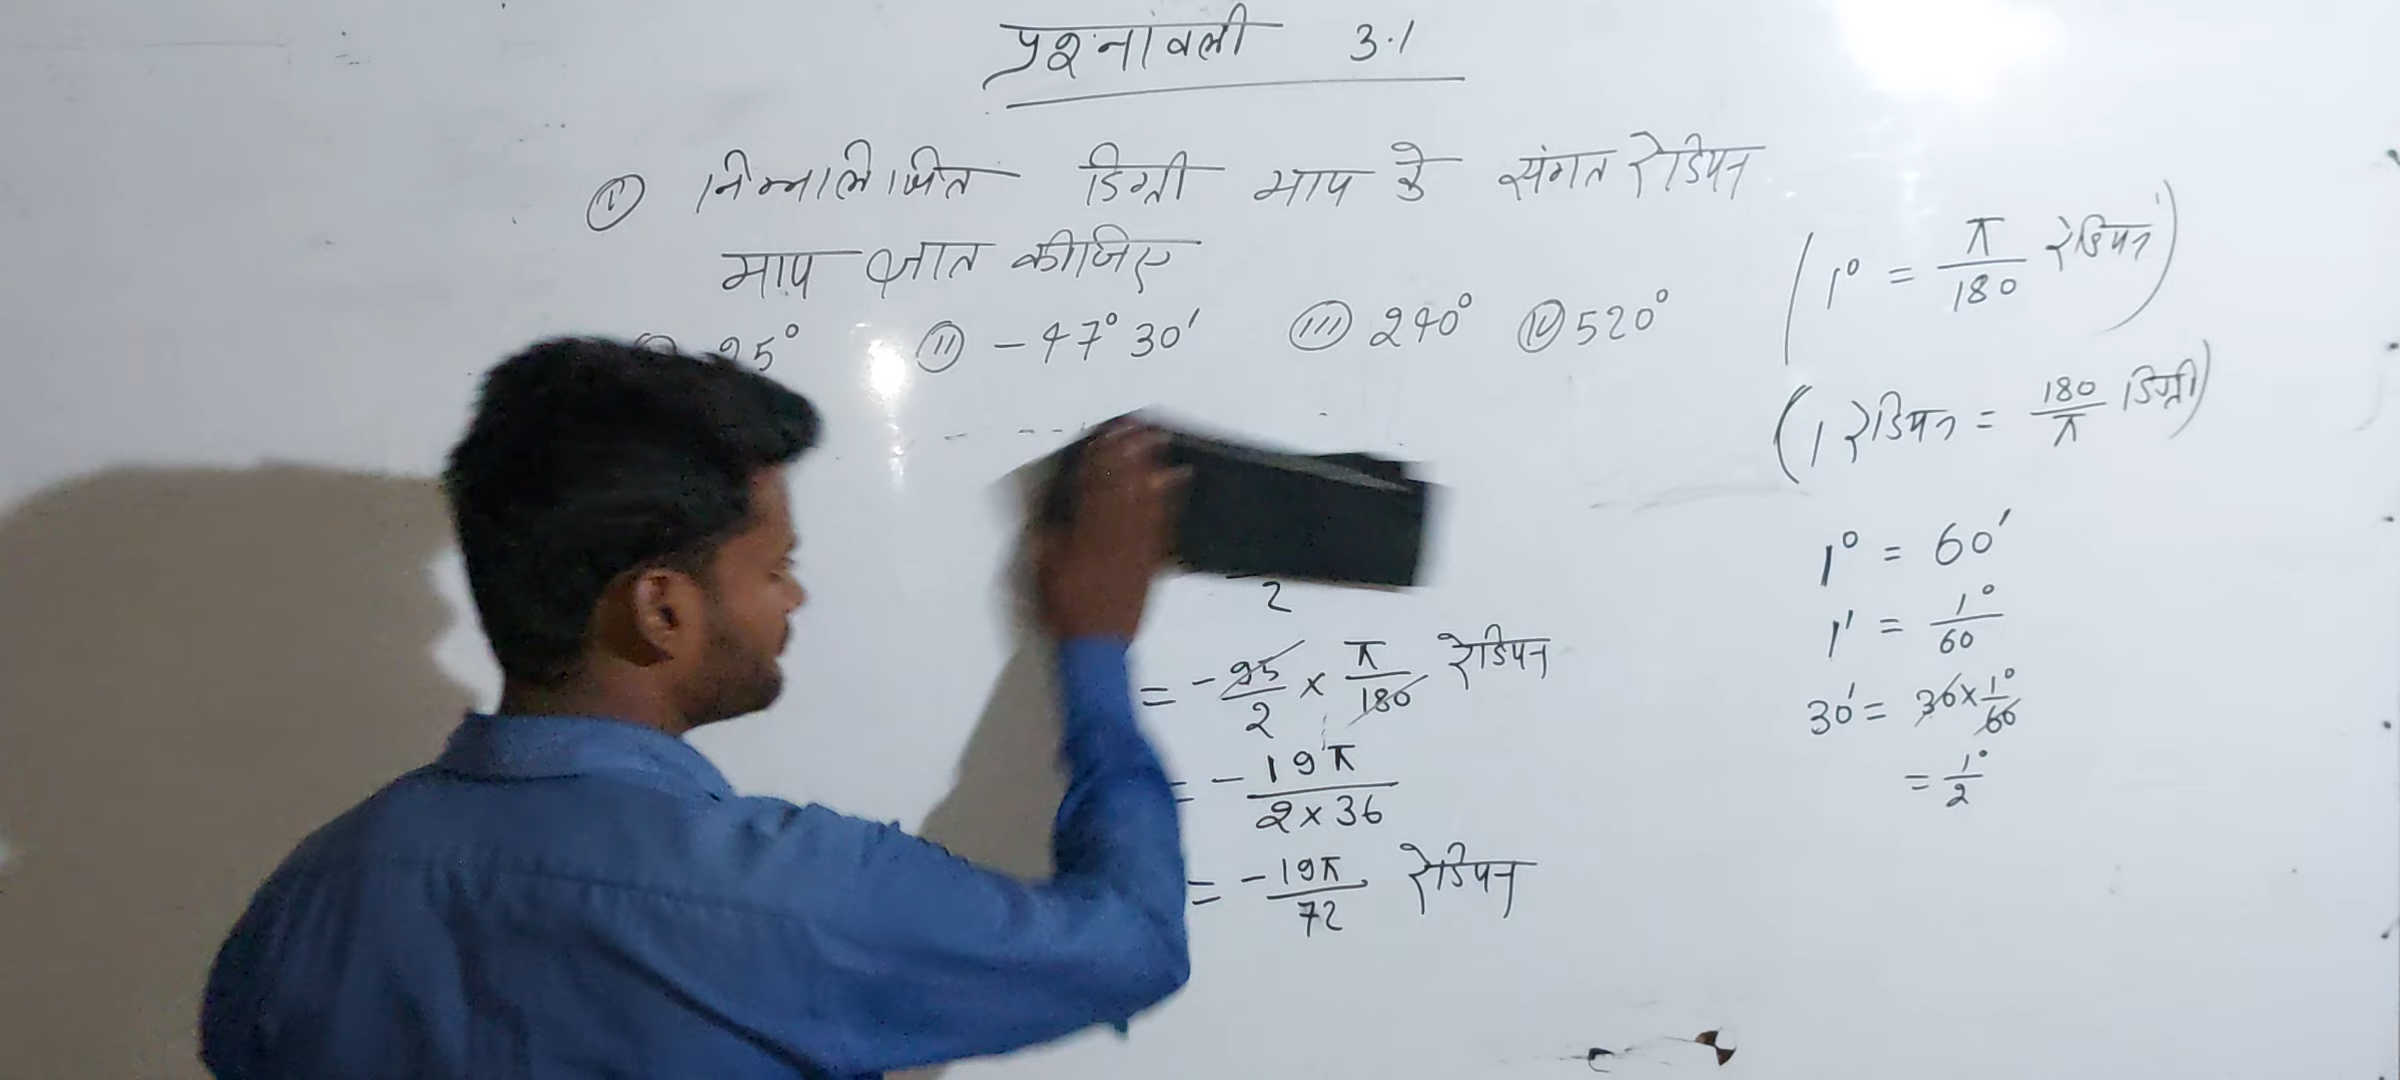 प्रश्नावली 3.1
① निम्नलिखित डिग्री माप के संगत रेडियन
माप ज्ञात कीजिए
25° ⑪ -47° 30′ (III) 240° (IV) 520°
2
= -95/2 × π/180 रेडियन
= -19π/(2×36)
= -19π/72 रेडियन
(1° = π/180 रेडियन)
(1 रेडियन = 180/π डिग्री)
1° = 60′
1′ = 1°/60
30′ = 30×1°/60
= 1°/2